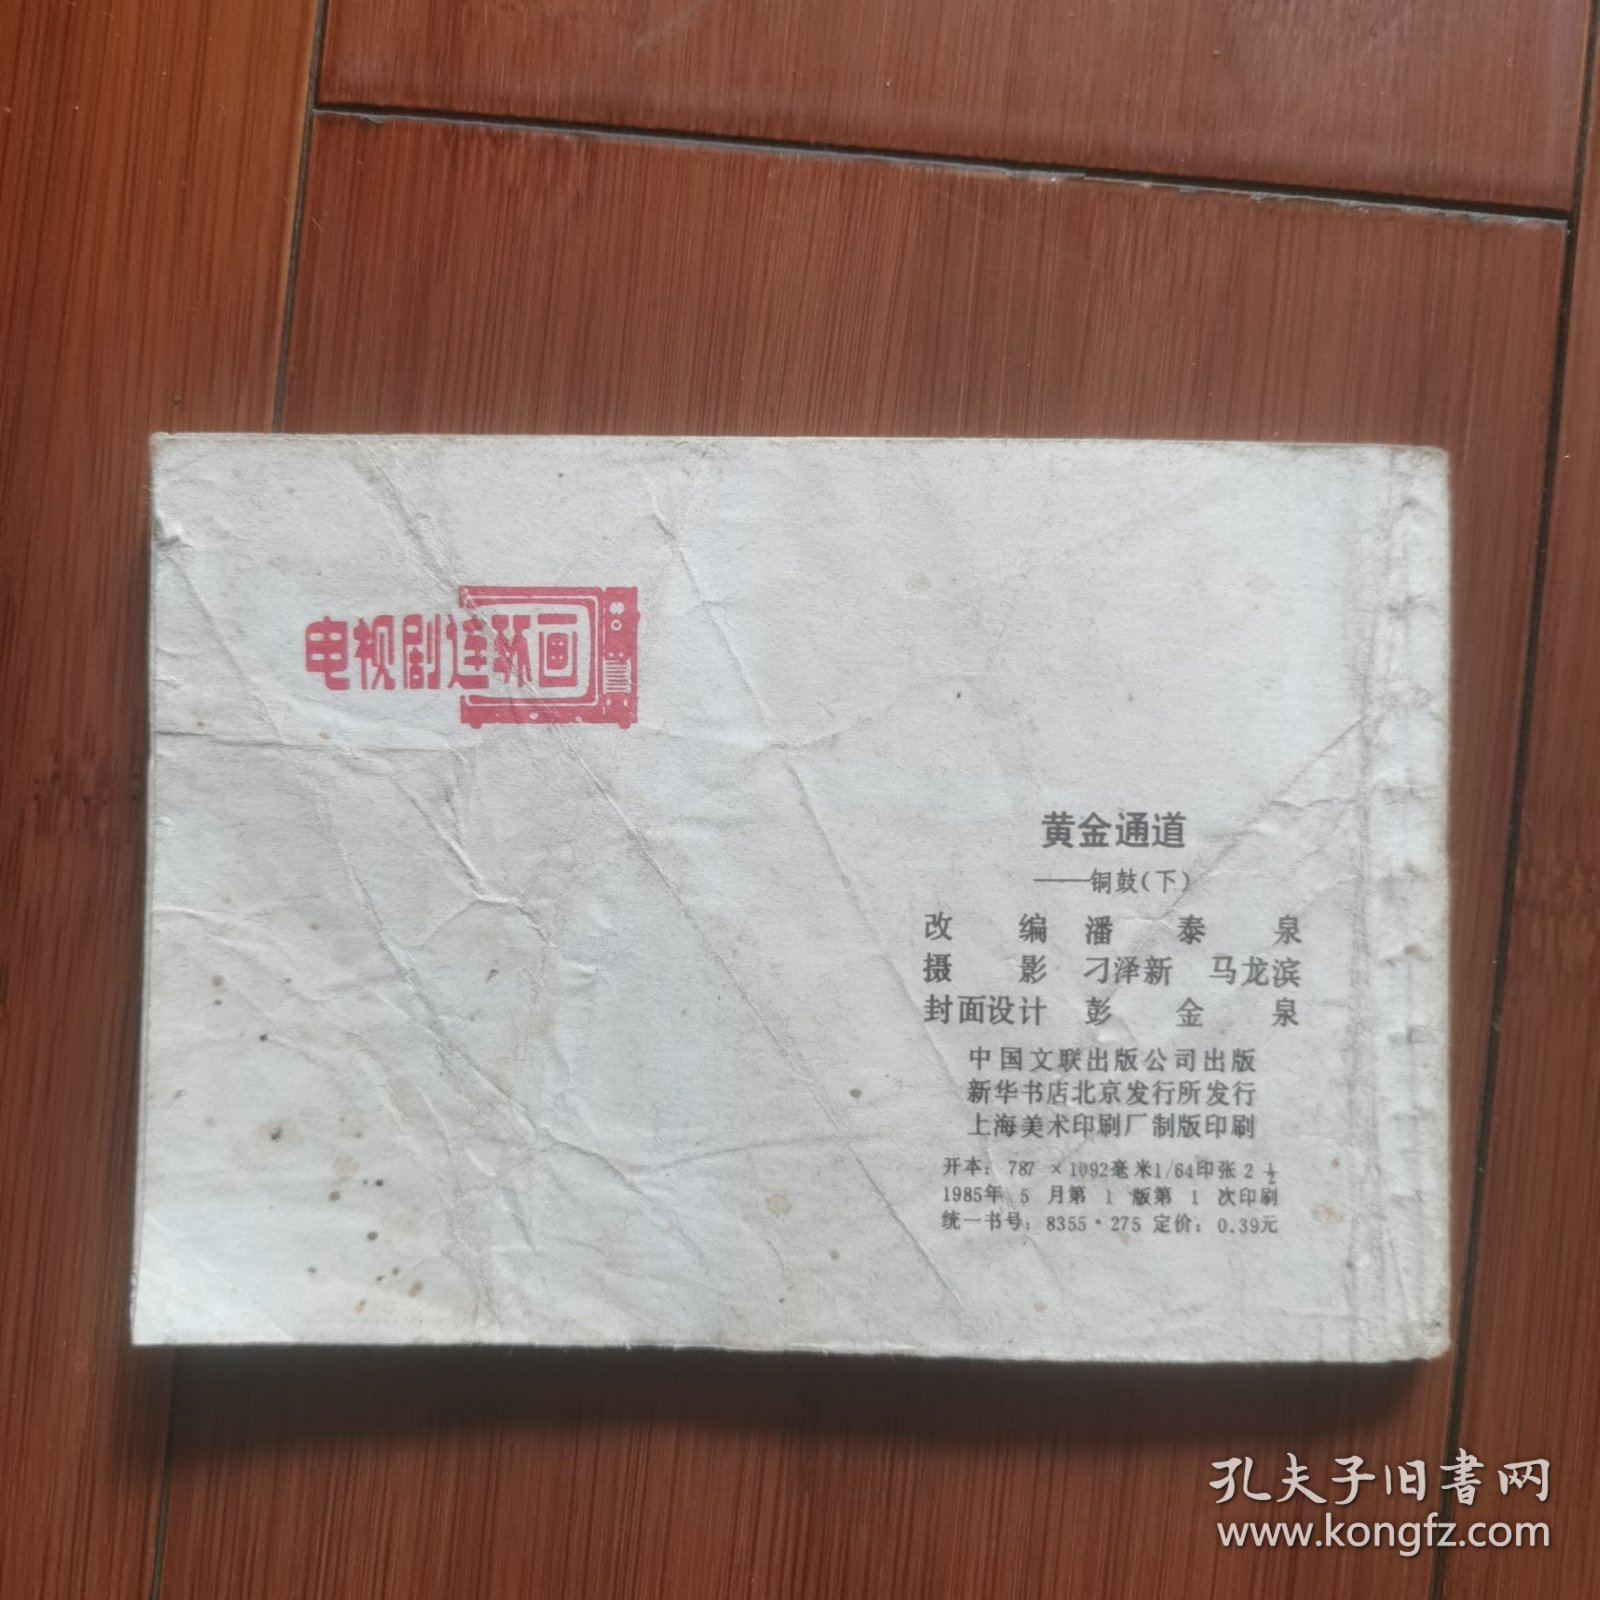 电视剧连环画
黄金通道
——铜鼓(下)
改 编 潘 泰 泉
摄 影 刁泽新 马龙滨
封面设计 彭 金 泉
中国文联出版公司出版
新华书店北京发行所发行
上海美术印刷厂制版印刷
开本: 787 × 1092毫米1/64印张 2 1/2
1985年 5 月第 1 版第 1 次印刷
统一书号: 8355·275 定价: 0.39元
孔夫子旧书网
www.kongfz.com